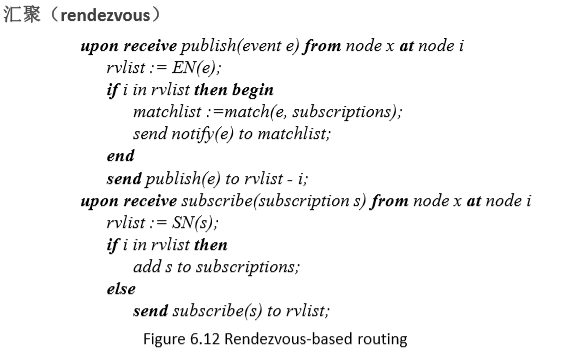 汇聚（rendezvous）
upon receive publish(event e) from node x at node i
rvlist := EN(e);
if i in rvlist then begin
matchlist :=match(e, subscriptions);
send notify(e) to matchlist;
end
send publish(e) to rvlist - i;
upon receive subscribe(subscription s) from node x at node i
rvlist := SN(s);
if i in rvlist then
add s to subscriptions;
else
send subscribe(s) to rvlist;
Figure 6.12 Rendezvous-based routing